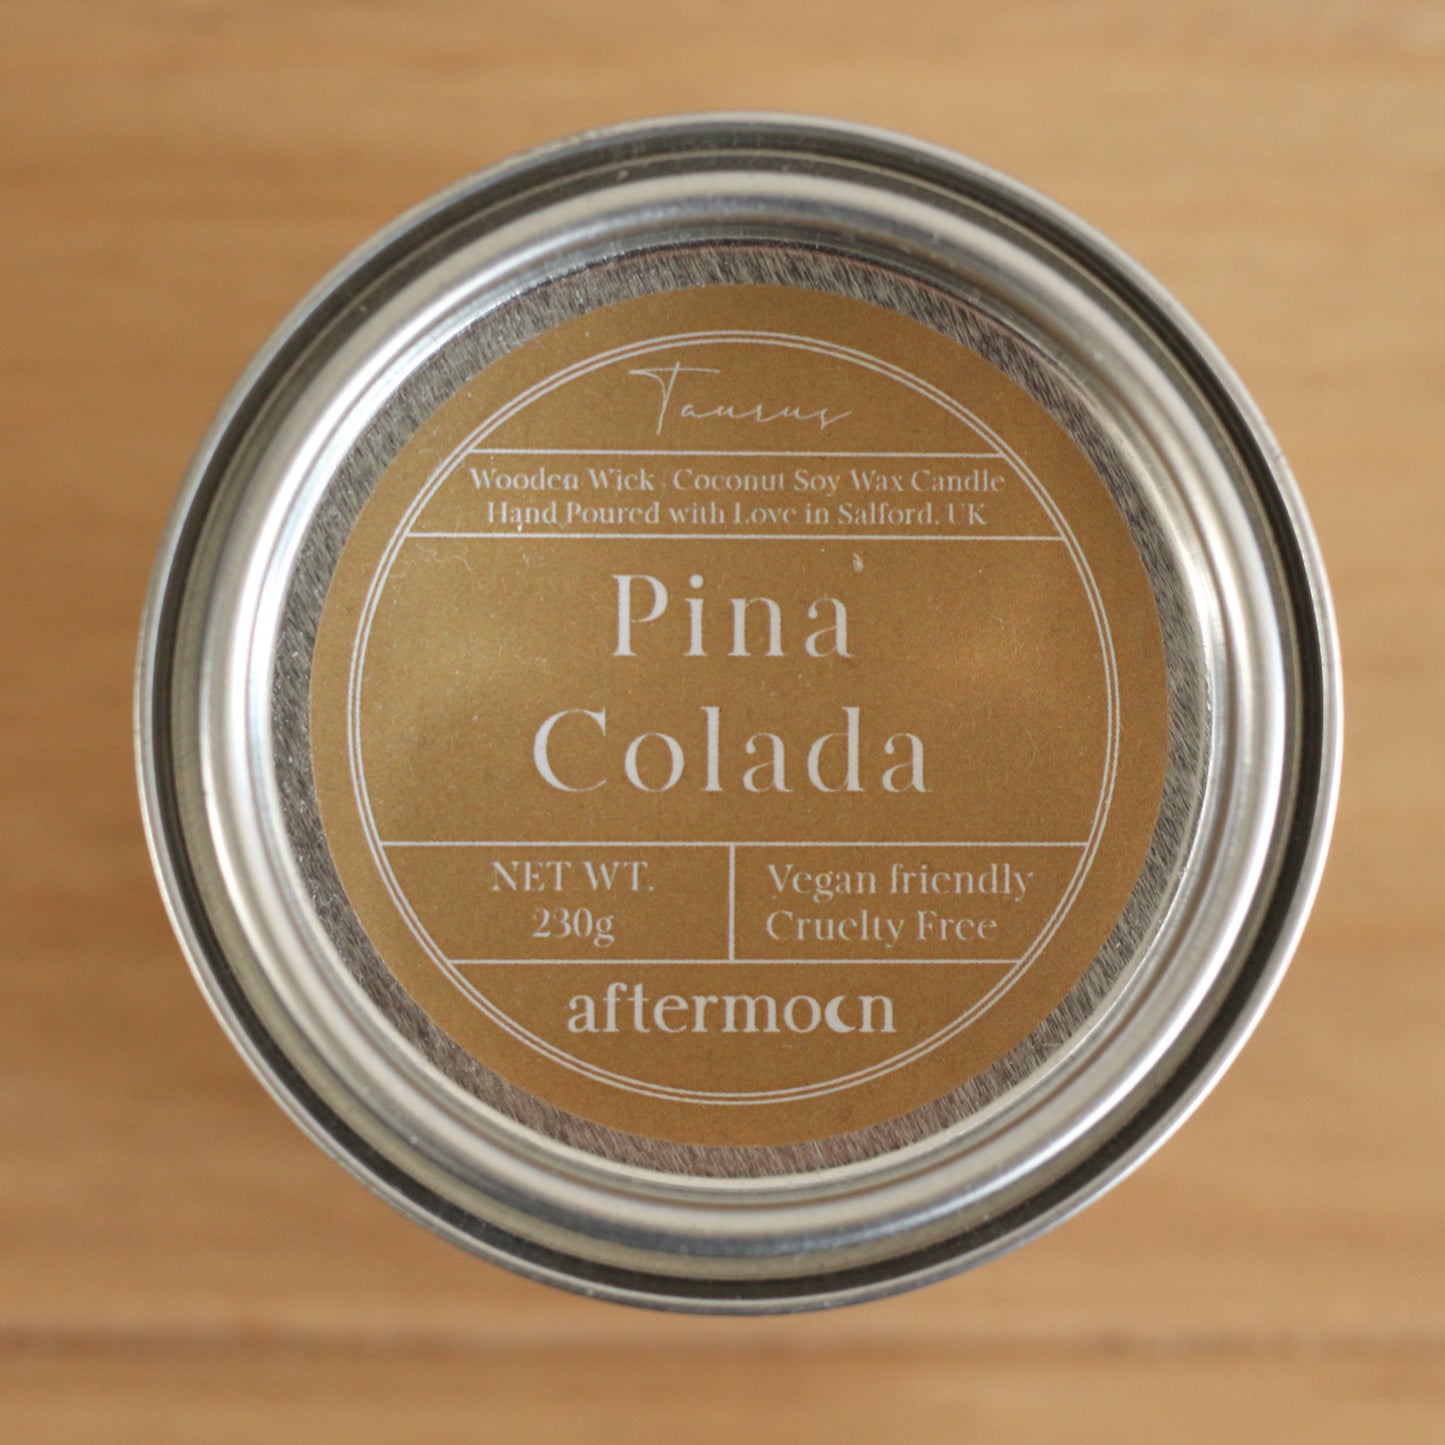 Taurus
Wooden Wick . Coconut Soy Wax Candle
Hand Poured with Love in Salford, UK
Pina
Colada
NET WT.
230g
Vegan friendly
Cruelty Free
aftermoon